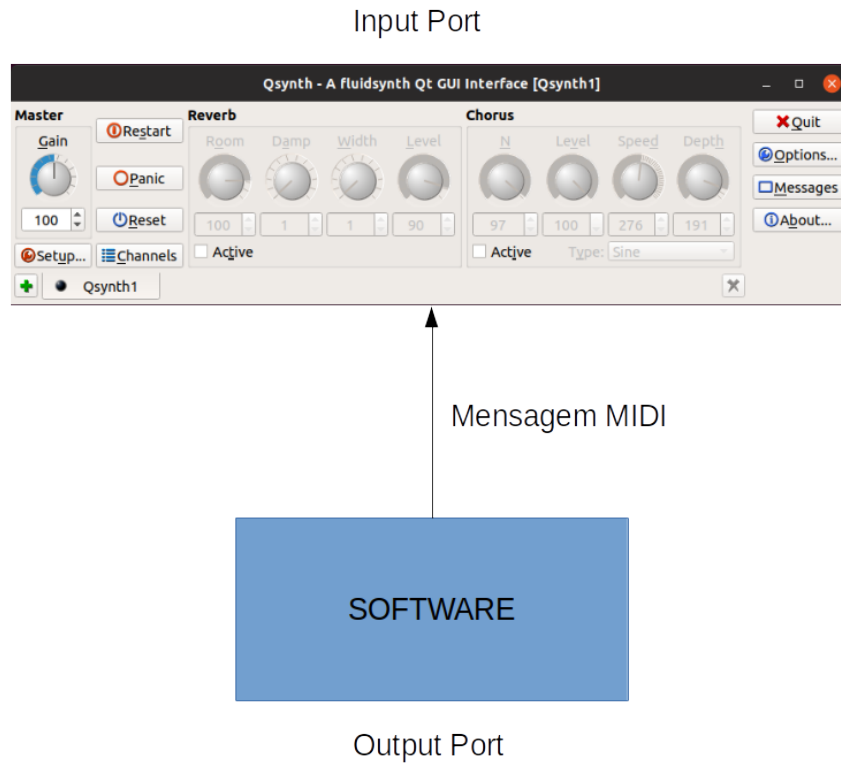 Input Port
Qsynth - A fluidsynth Qt GUI Interface [Qsynth1]
Master
Reverb
Chorus
Gain
Restart
Room Damp Width Level
N Level Speed Depth
Quit
Options...
Panic
Messages
100
Reset
100 1 1 90
97 100 276 191
About...
Setup...
Channels
Active
Active
Type: Sine
Qsynth1
Mensagem MIDI
SOFTWARE
Output Port